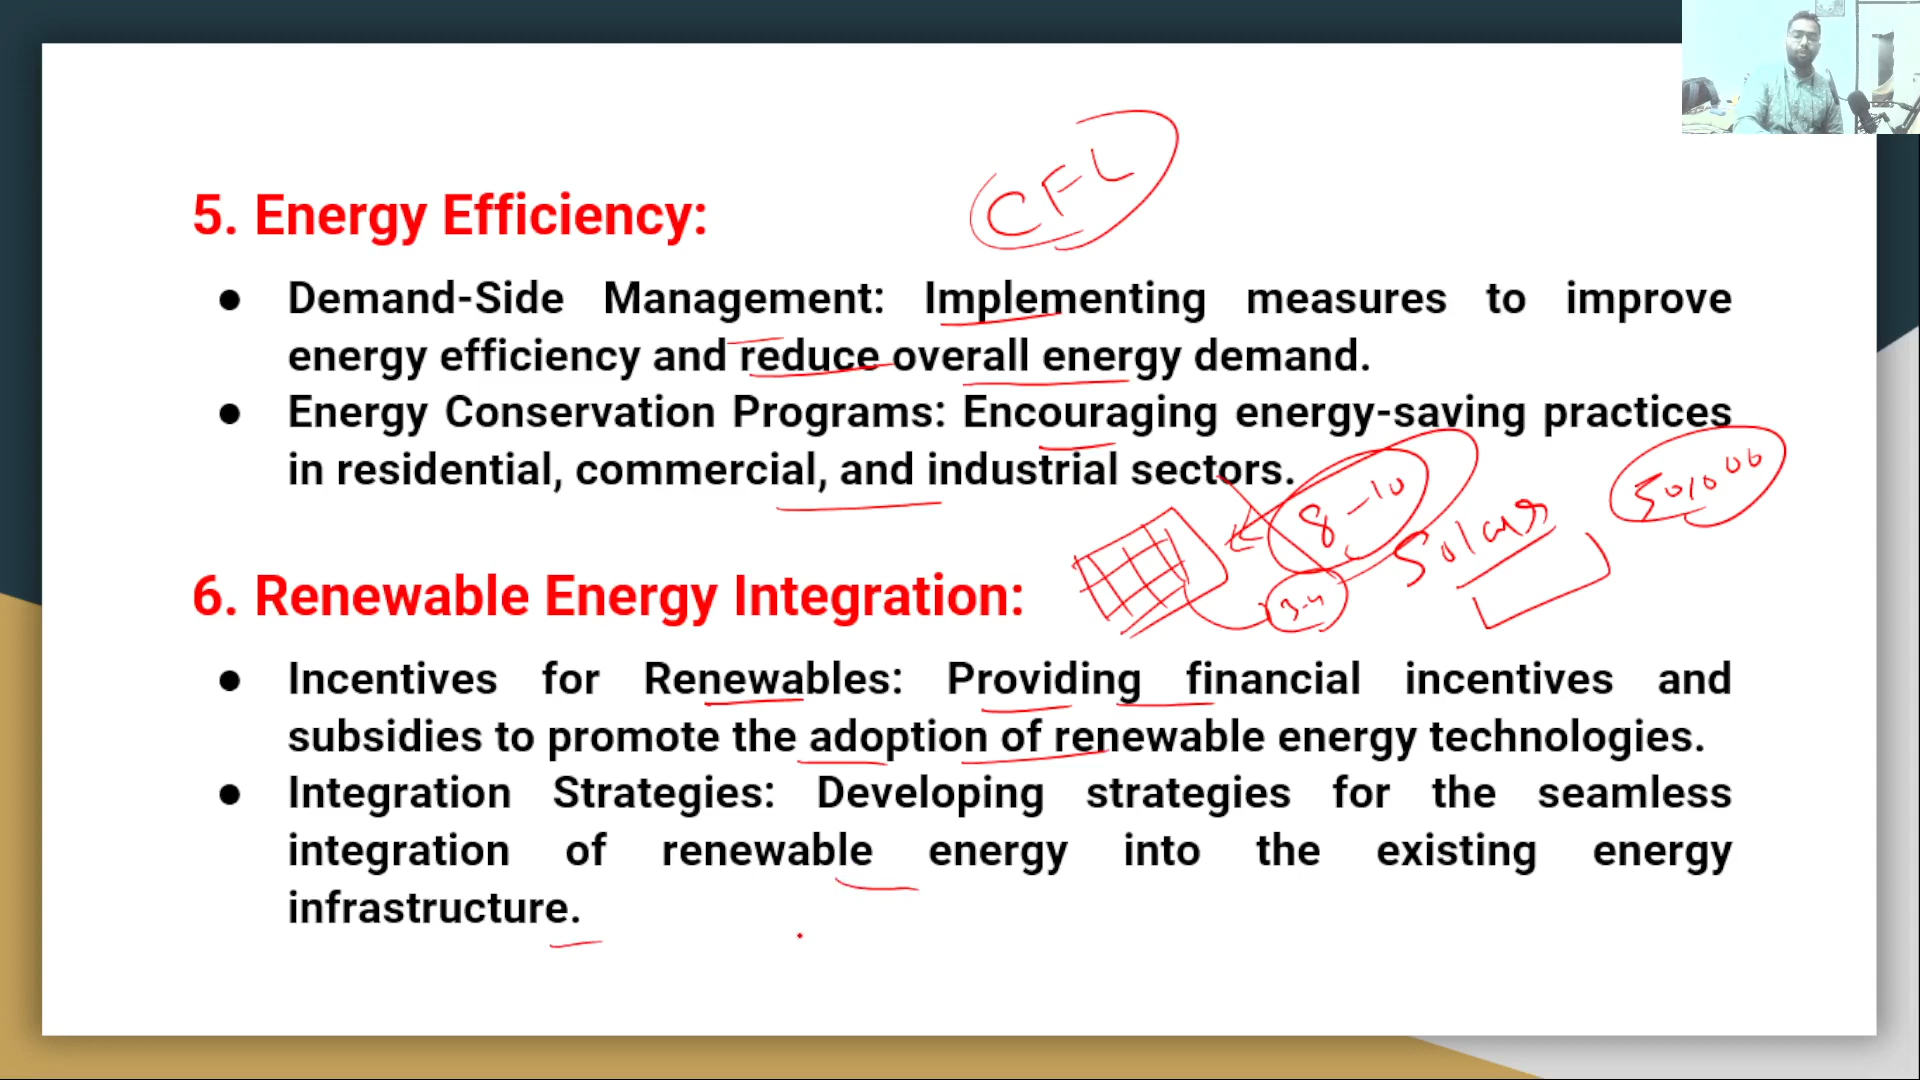 CFL
5. Energy Efficiency:
● Demand-Side Management: Implementing measures to improve
energy efficiency and reduce overall energy demand.
● Energy Conservation Programs: Encouraging energy-saving practices
in residential, commercial, and industrial sectors.
8-10
Solar
50,000
3-4
6. Renewable Energy Integration:
● Incentives for Renewables: Providing financial incentives and
subsidies to promote the adoption of renewable energy technologies.
● Integration Strategies: Developing strategies for the seamless
integration of renewable energy into the existing energy
infrastructure.